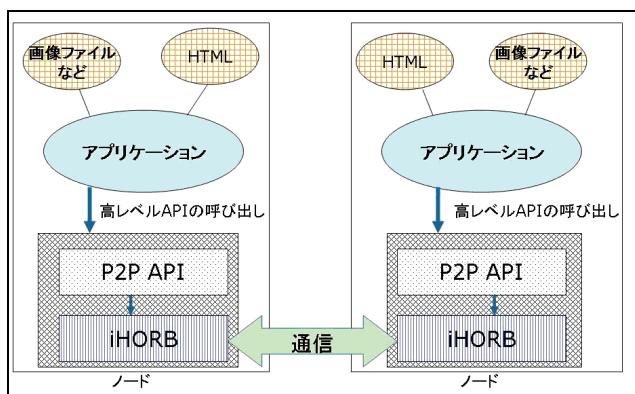 画像ファイル
など
HTML
アプリケーション
高レベルAPIの呼び出し
P2P API
iHORB
ノード
通信
HTML
画像ファイル
など
アプリケーション
高レベルAPIの呼び出し
P2P API
iHORB
ノード